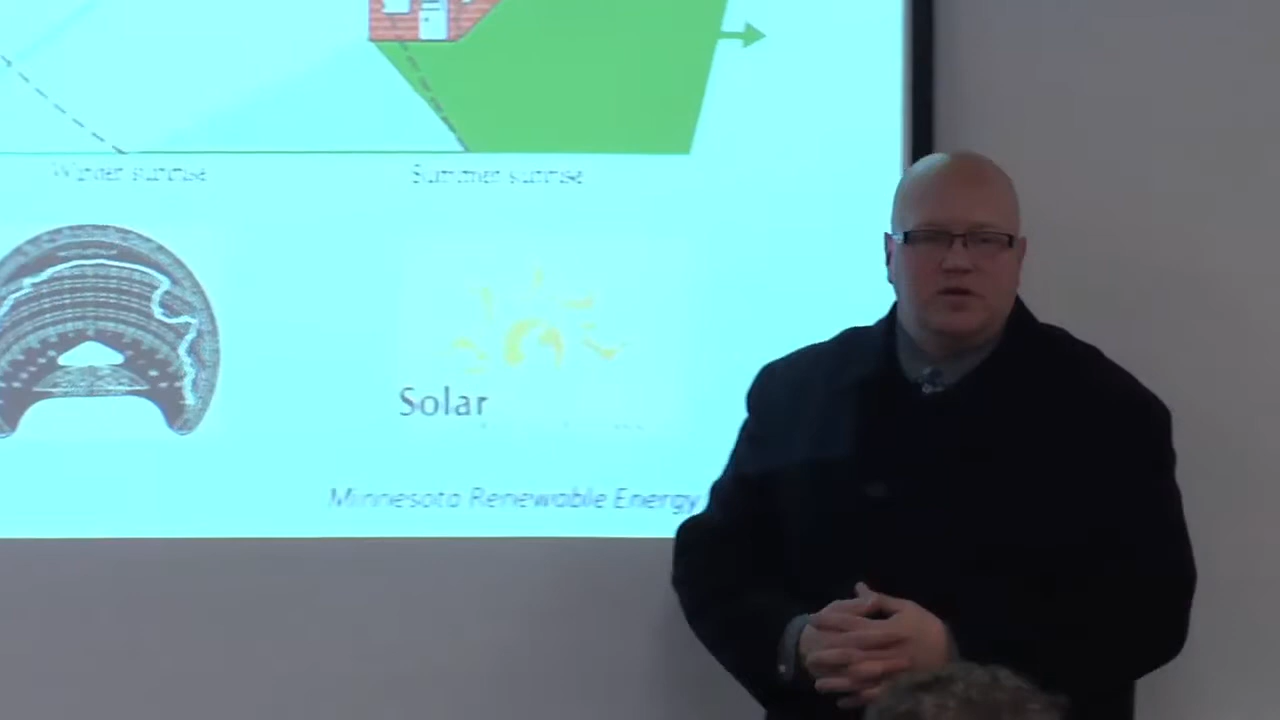 Winter sunrise
Summer sunrise
Solar
Minnesota Renewable Energy